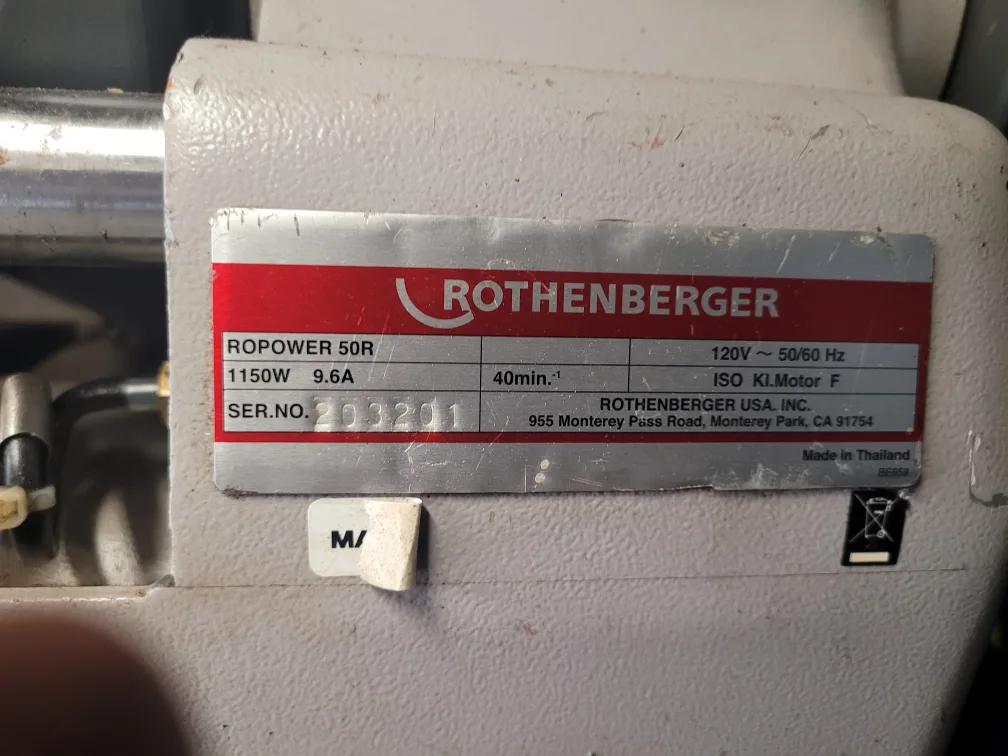 ROTHENBERGER
ROPOWER 50R 120V ~ 50/60 Hz
1150W 9.6A 40min.⁻¹ ISO Kl.Motor F
SER.NO. 203201
ROTHENBERGER USA. INC.
955 Monterey Pass Road, Monterey Park, CA 91754
Made in Thailand